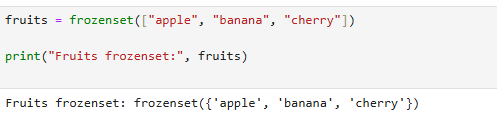 fruits = frozenset(["apple", "banana", "cherry"])
print("Fruits frozenset:", fruits)
Fruits frozenset: frozenset({'apple', 'banana', 'cherry'})